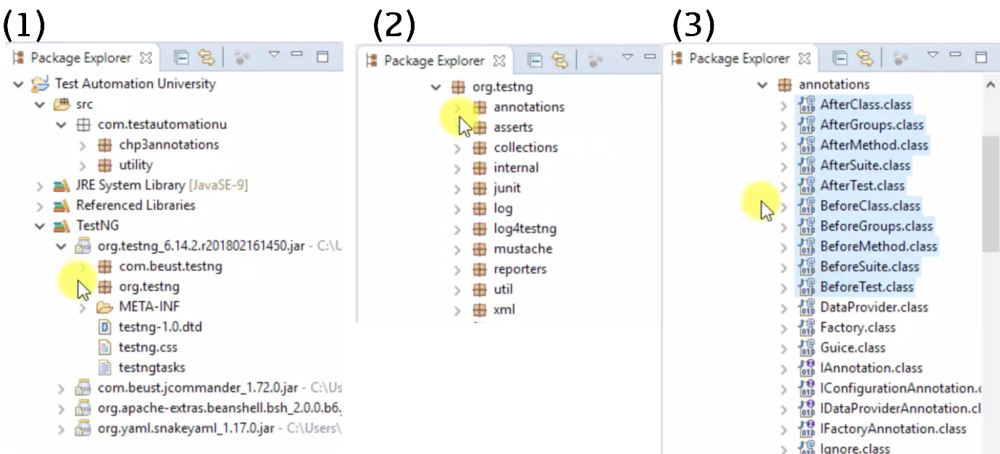 (1)
Package Explorer
Test Automation University
src
com.testautomationu
chp3annotations
utility
JRE System Library [JavaSE-9]
Referenced Libraries
TestNG
org.testng_6.14.2.r201802161450.jar - C:\U
com.beust.testng
org.testng
META-INF
testng-1.0.dtd
testng.css
testngtasks
com.beust.jcommander_1.72.0.jar - C:\Us
org.apache-extras.beanshell.bsh_2.0.0.b6.
org.yaml.snakeyaml_1.17.0.jar - C:\Users\
(2)
Package Explorer
org.testng
annotations
asserts
collections
internal
junit
log
log4testng
mustache
reporters
util
xml
(3)
Package Explorer
annotations
AfterClass.class
AfterGroups.class
AfterMethod.class
AfterSuite.class
AfterTest.class
BeforeClass.class
BeforeGroups.class
BeforeMethod.class
BeforeSuite.class
BeforeTest.class
DataProvider.class
Factory.class
Guice.class
IAnnotation.class
IConfigurationAnnotation.c
IDataProviderAnnotation.cl
IFactoryAnnotation.class
Ignore.class